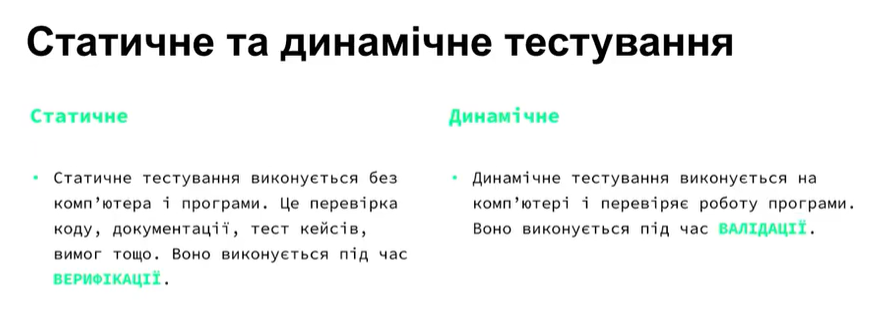 Статичне та динамічне тестування
Статичне
• Статичне тестування виконується без
комп’ютера і програми. Це перевірка
коду, документації, тест кейсів,
вимог тощо. Воно виконується під час
ВЕРИФІКАЦІЇ.
Динамічне
• Динамічне тестування виконується на
комп’ютері і перевіряє роботу програми.
Воно виконується під час ВАЛІДАЦІЇ.